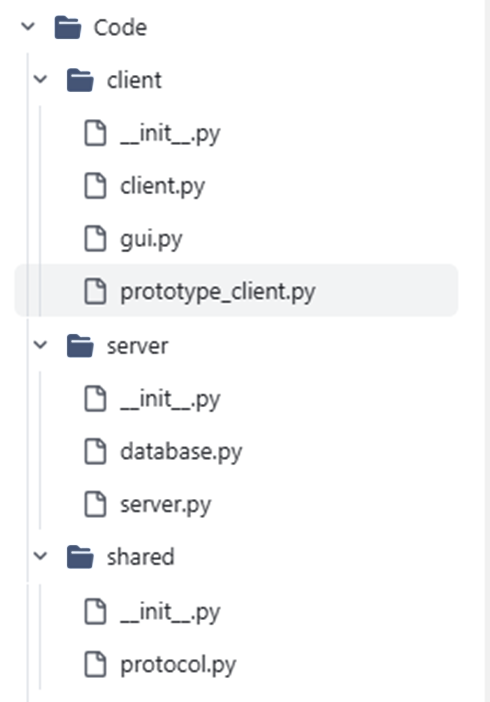 Code
client
__init__.py
client.py
gui.py
prototype_client.py
server
__init__.py
database.py
server.py
shared
__init__.py
protocol.py